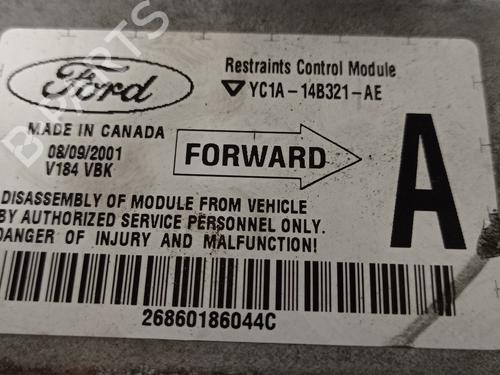 Ford
Restraints Control Module
YC1A-14B321-AE
MADE IN CANADA
08/09/2001
V184 VBK
FORWARD
A
DISASSEMBLY OF MODULE FROM VEHICLE
BY AUTHORIZED SERVICE PERSONNEL ONLY.
DANGER OF INJURY AND MALFUNCTION!
26860186044C